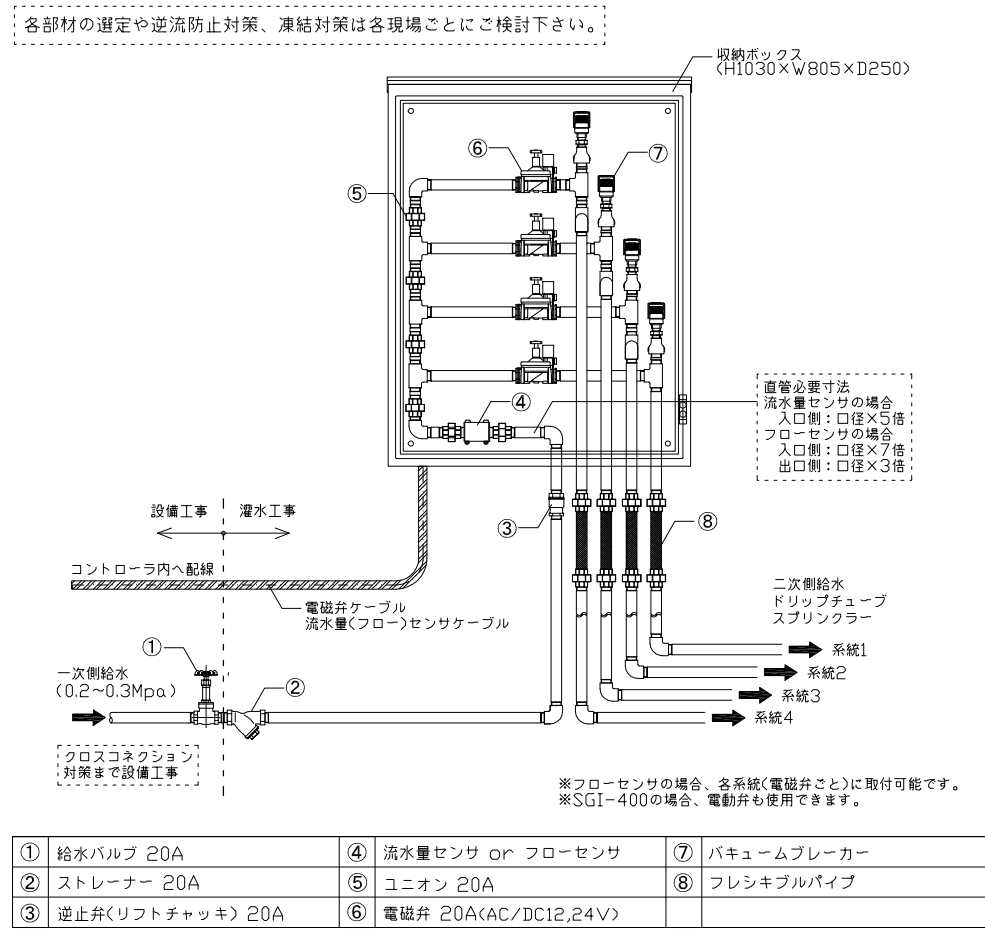 各部材の選定や逆流防止対策、凍結対策は各現場ごとにご検討下さい。
収納ボックス
(H1030×W805×D250)
⑥
⑦
⑤
④
直管必要寸法
流水量センサの場合
入口側：口径×5倍
フローセンサの場合
入口側：口径×7倍
出口側：口径×3倍
設備工事
灌水工事
③
⑧
コントローラ内へ配線
電磁弁ケーブル
流水量(フロー)センサケーブル
二次側給水
ドリップチューブ
スプリンクラー
①
系統1
一次側給水
(0.2~0.3Mpa)
②
系統2
系統3
系統4
クロスコネクション
対策まで設備工事
※フローセンサの場合、各系統(電磁弁ごと)に取付可能です。
※SGI-400の場合、電動弁も使用できます。
① 給水バルブ 20A ④ 流水量センサ or フローセンサ ⑦ バキュームブレーカー
② ストレーナー 20A ⑤ ユニオン 20A ⑧ フレシキブルパイプ
③ 逆止弁(リフトチャッキ) 20A ⑥ 電磁弁 20A(AC/DC12,24V)